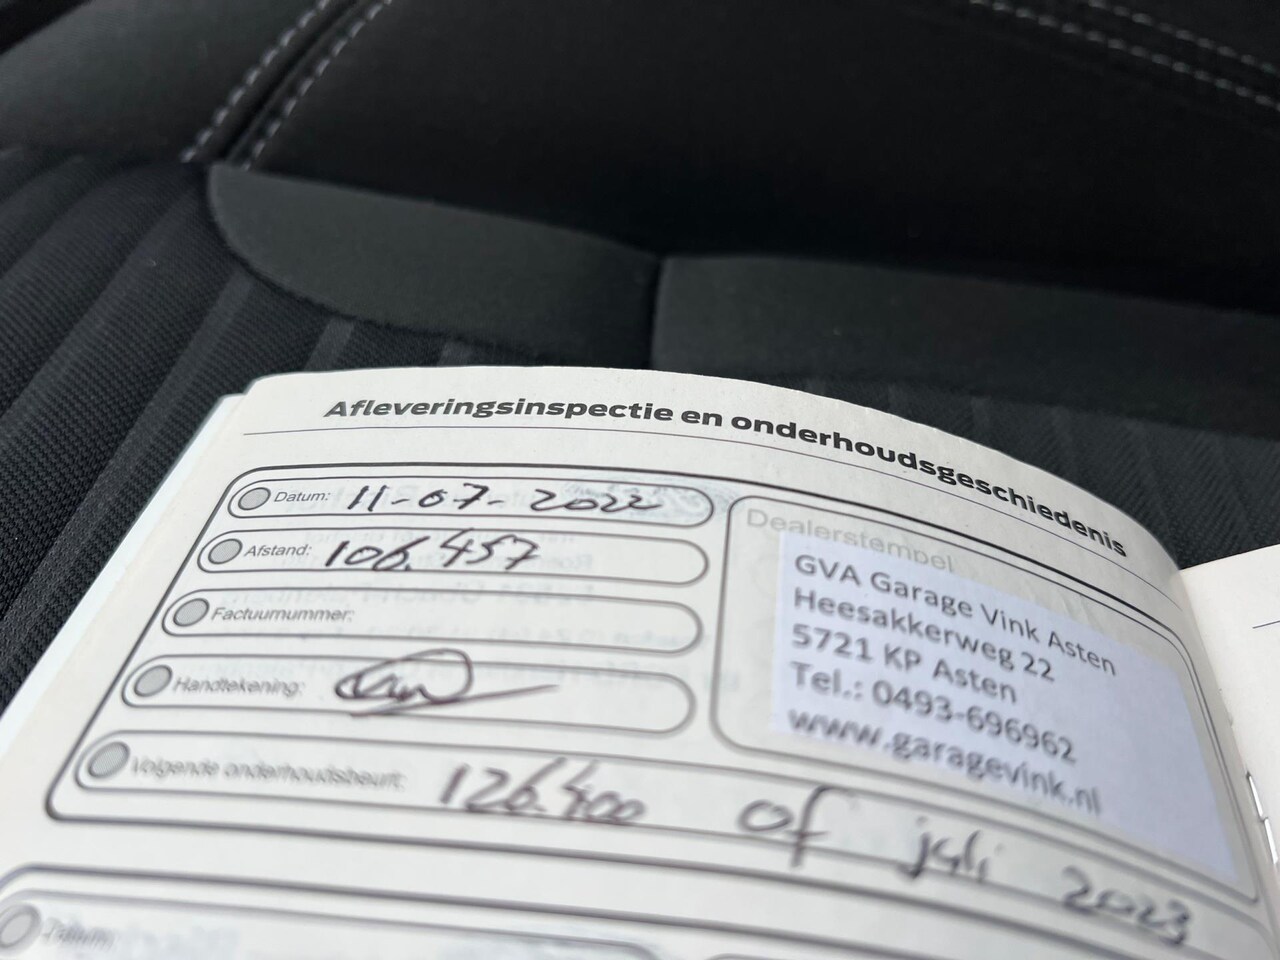 Afleveringsinspectie en onderhoudsgeschiedenis
Datum: 11-07-2022
Afstand: 106.457
Factuurnummer:
Handtekening:
Volgende onderhoudsbeurt: 126.400 of juli 2023
Dealerstempel
GVA Garage Vink Asten
Heesakkerweg 22
5721 KP Asten
Tel.: 0493-696962
www.garagevink.nl
Datum: